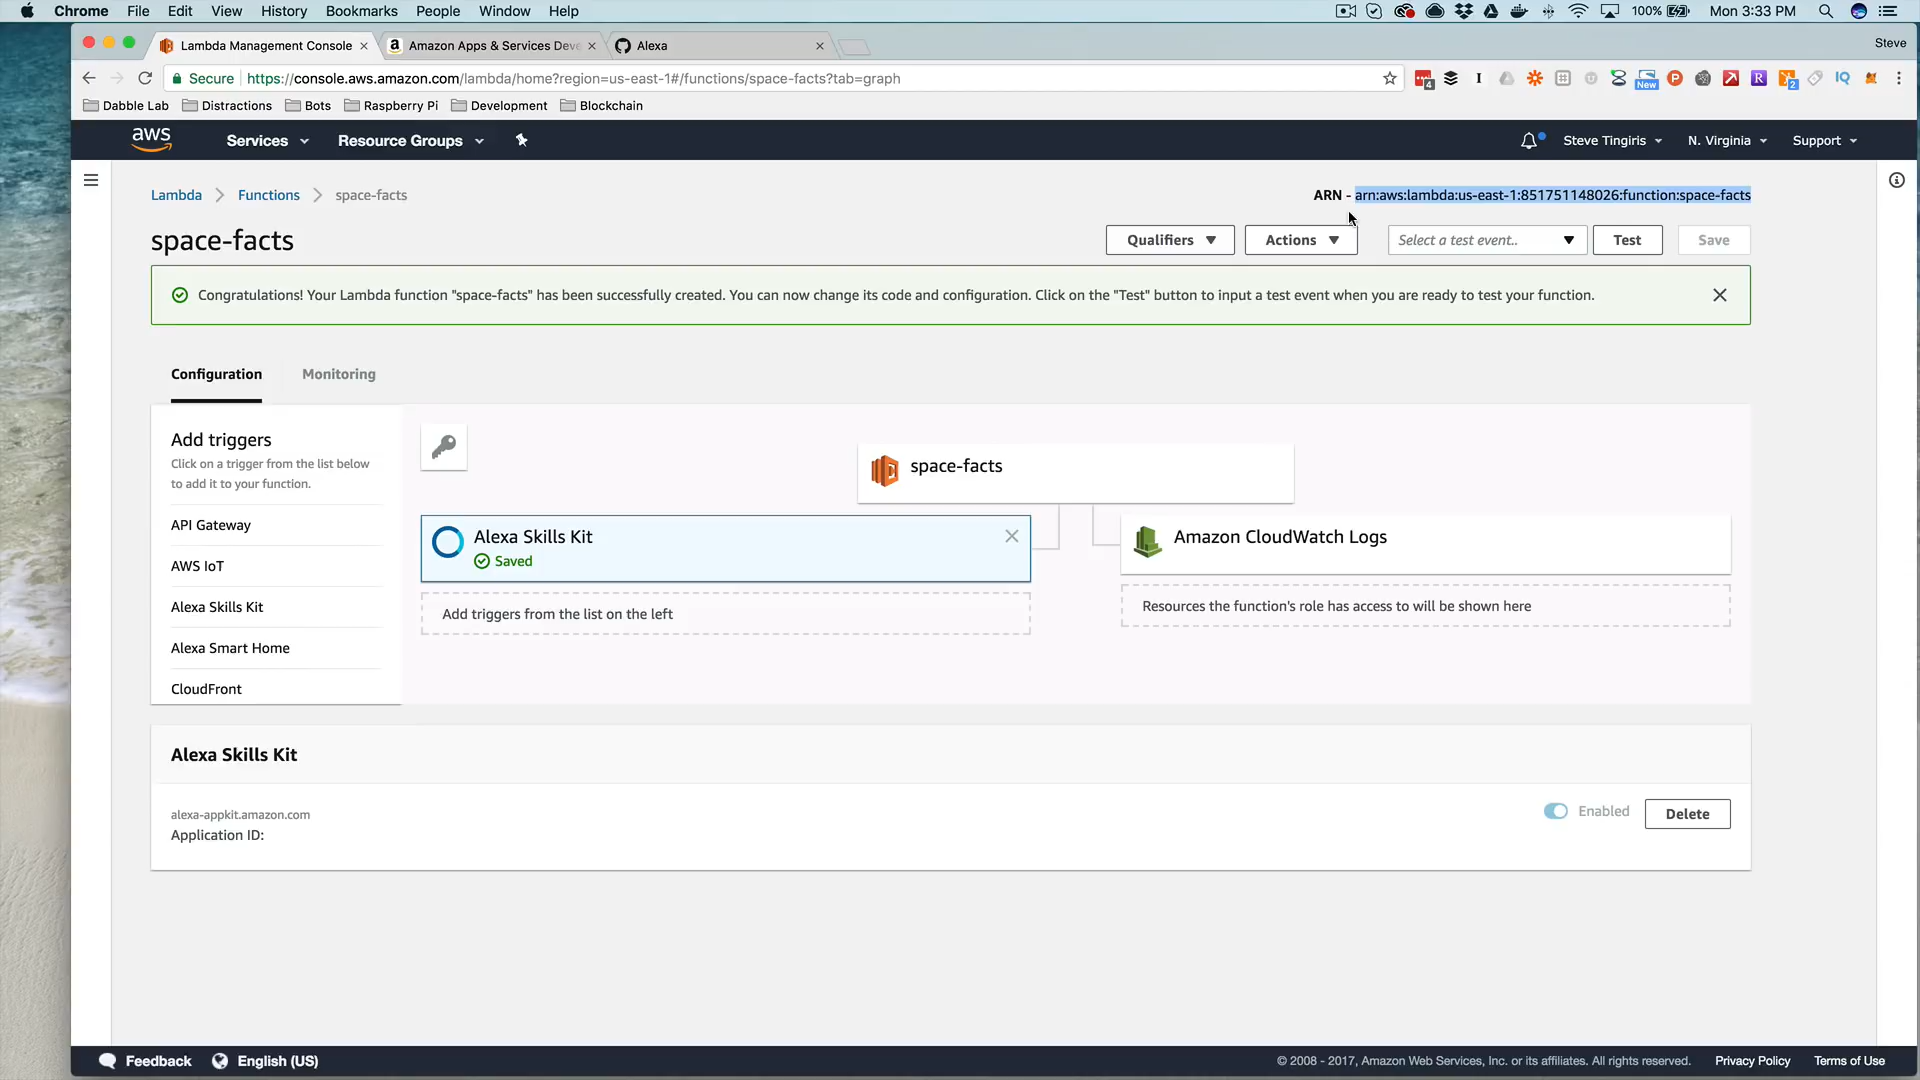 Chrome File Edit View History Bookmarks People Window Help 100% Mon 3:33 PM
Lambda Management Console Amazon Apps & Services Dev Alexa Steve
Secure https://console.aws.amazon.com/lambda/home?region=us-east-1#/functions/space-facts?tab=graph
Dabble Lab Distractions Bots Raspberry Pi Development Blockchain
aws Services Resource Groups Steve Tingiris N. Virginia Support
Lambda Functions space-facts ARN - arn:aws:lambda:us-east-1:851751148026:function:space-facts
space-facts Qualifiers Actions Select a test event.. Test Save
Congratulations! Your Lambda function "space-facts" has been successfully created. You can now change its code and configuration. Click on the "Test" button to input a test event when you are ready to test your function.
Configuration Monitoring
Add triggers
Click on a trigger from the list below
to add it to your function.
API Gateway
AWS IoT
Alexa Skills Kit
Alexa Smart Home
CloudFront
space-facts
Alexa Skills Kit
Saved
Add triggers from the list on the left
Amazon CloudWatch Logs
Resources the function's role has access to will be shown here
Alexa Skills Kit
alexa-appkit.amazon.com
Application ID:
Enabled Delete
Feedback English (US) © 2008 - 2017, Amazon Web Services, Inc. or its affiliates. All rights reserved. Privacy Policy Terms of Use